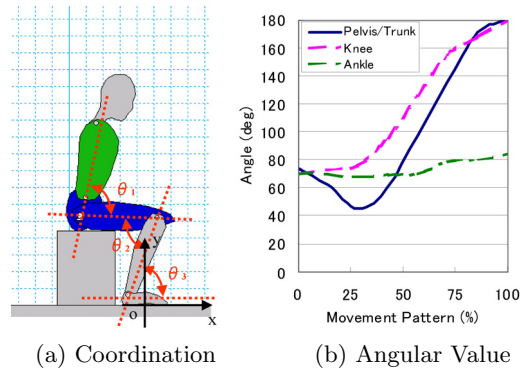 θ1
θ2
θ3
y
o
x
(a) Coordination
180
160
140
120
100
80
60
40
20
0
Angle (deg)
Pelvis/Trunk
Knee
Ankle
0 25 50 75 100
Movement Pattern (%)
(b) Angular Value